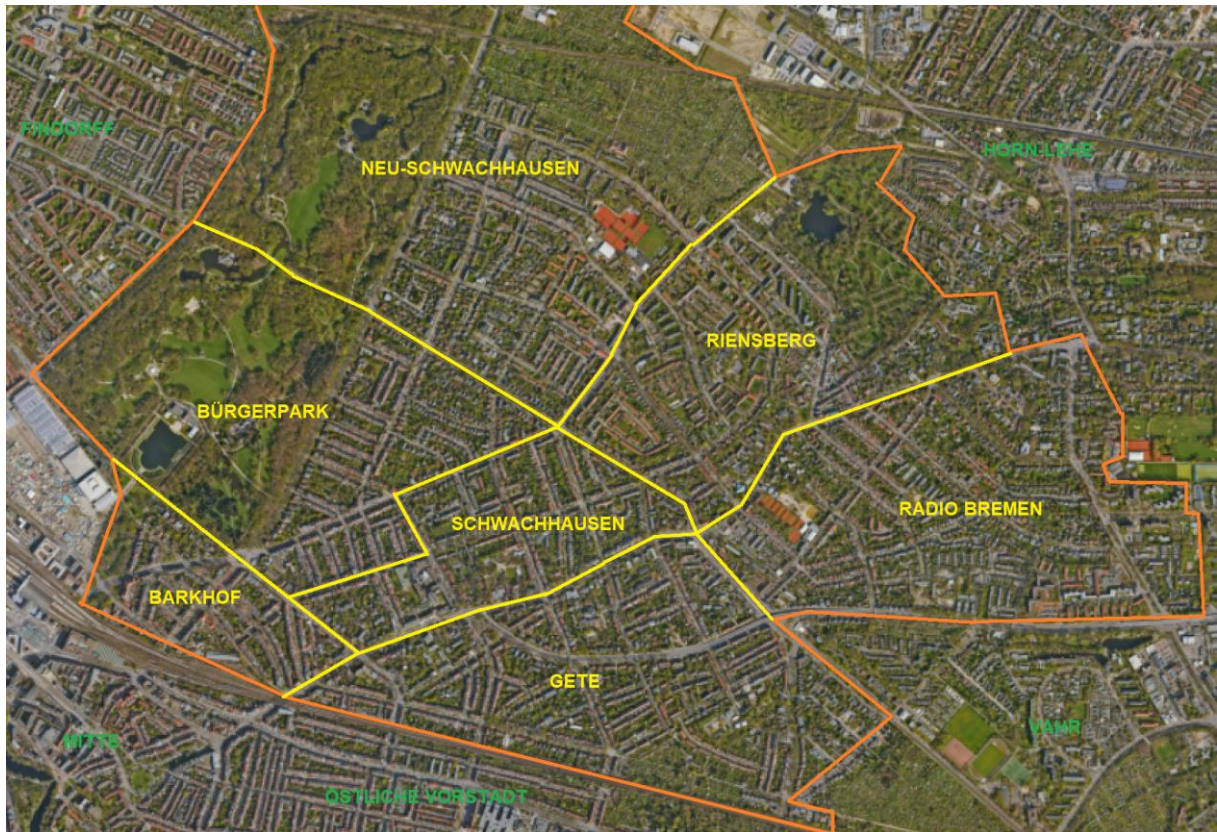 FINDORFF
HORN-LEHE
NEU-SCHWACHHAUSEN
RIENSBERG
BÜRGERPARK
RADIO BREMEN
SCHWACHHAUSEN
BARKHOF
GETE
VAHR
MITTE
ÖSTLICHE VORSTADT